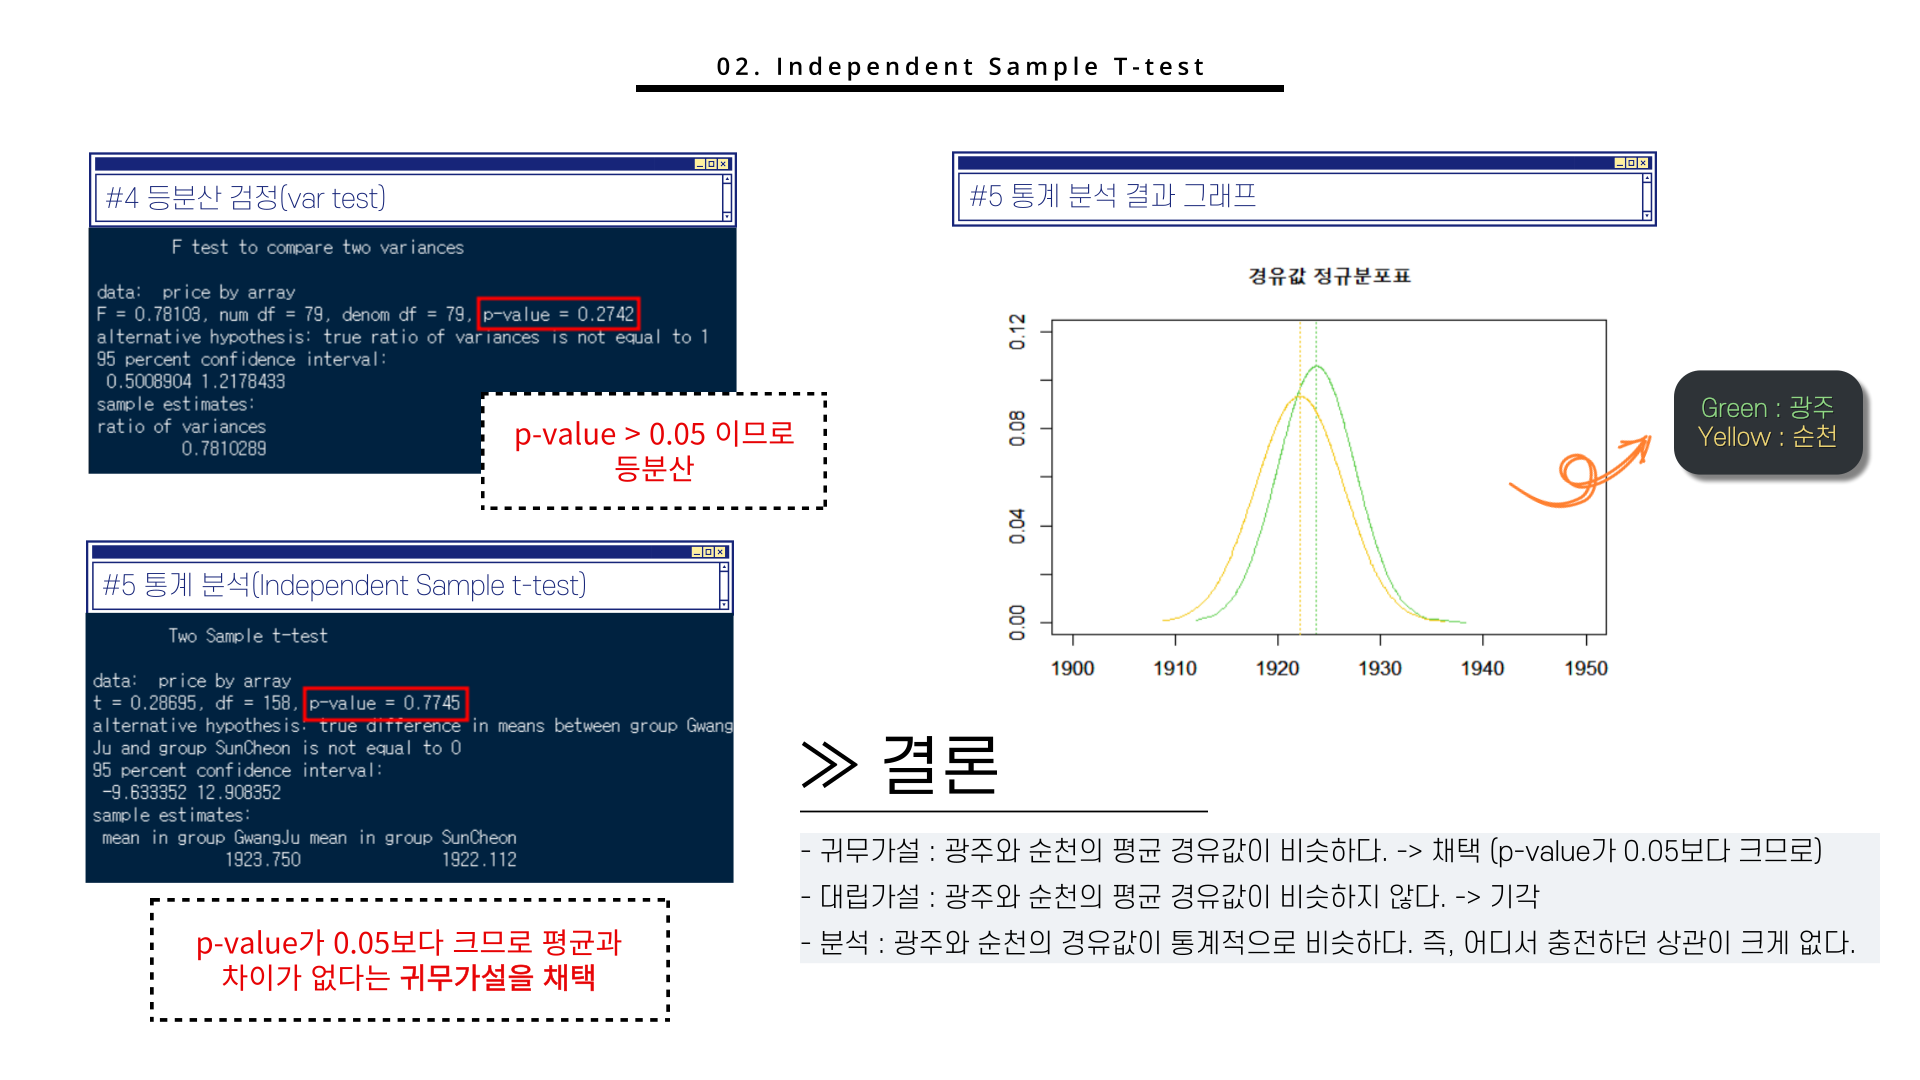 02. Independent Sample T-test
#4 등분산 검정(var test)
F test to compare two variances
data:  price by array
F = 0.78103, num df = 79, denom df = 79, p-value = 0.2742
alternative hypothesis: true ratio of variances is not equal to 1
95 percent confidence interval:
0.5008904 1.2178433
sample estimates:
ratio of variances
0.7810289
p-value > 0.05 이므로
등분산
#5 통계 분석(Independent Sample t-test)
Two Sample t-test
data:  price by array
t = 0.28695, df = 158, p-value = 0.7745
alternative hypothesis: true difference in means between group Gwang
Ju and group SunCheon is not equal to 0
95 percent confidence interval:
-9.633352 12.908352
sample estimates:
mean in group GwangJu mean in group SunCheon
1923.750 1922.112
p-value가 0.05보다 크므로 평균과
차이가 없다는 귀무가설을 채택
#5 통계 분석 결과 그래프
경유값 정규분포표
0.12
0.08
0.04
0.00
1900 1910 1920 1930 1940 1950
Green : 광주
Yellow : 순천
≫ 결론
- 귀무가설 : 광주와 순천의 평균 경유값이 비슷하다. -> 채택 (p-value가 0.05보다 크므로)
- 대립가설 : 광주와 순천의 평균 경유값이 비슷하지 않다. -> 기각
- 분석 : 광주와 순천의 경유값이 통계적으로 비슷하다. 즉, 어디서 충전하던 상관이 크게 없다.